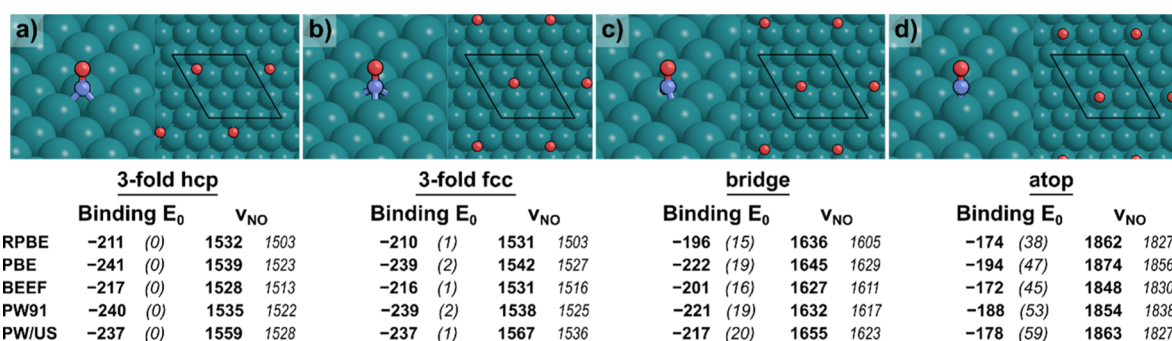 a) b) c) d)
3-fold hcp 3-fold fcc bridge atop
Binding E₀ νNO Binding E₀ νNO Binding E₀ νNO Binding E₀ νNO
RPBE −211 (0) 1532 1503 −210 (1) 1531 1503 −196 (15) 1636 1605 −174 (38) 1862 1827
PBE −241 (0) 1539 1523 −239 (2) 1542 1527 −222 (19) 1645 1629 −194 (47) 1874 1856
BEEF −217 (0) 1528 1513 −216 (1) 1531 1516 −201 (16) 1627 1611 −172 (45) 1848 1830
PW91 −240 (0) 1535 1522 −239 (2) 1538 1525 −221 (19) 1632 1617 −188 (53) 1854 1838
PW/US −237 (0) 1559 1528 −237 (1) 1567 1536 −217 (20) 1655 1623 −178 (59) 1863 1827